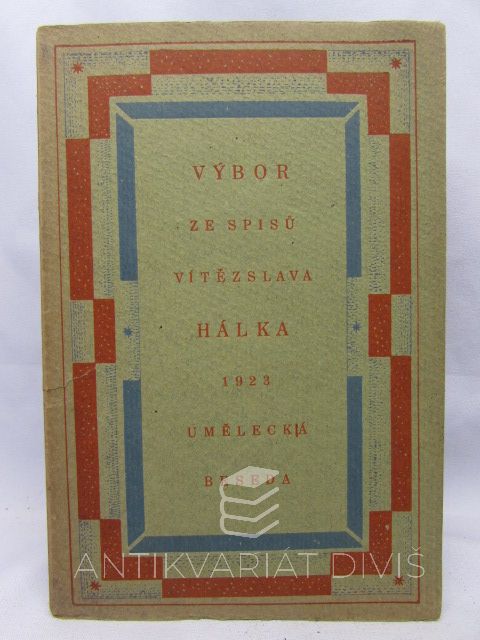 VÝBOR
ZE SPISŮ
VÍTĚZSLAVA
HÁLKA
1923
UMĚLECKÁ
BESEDA
ANTIKVARIÁT DIVIŠ